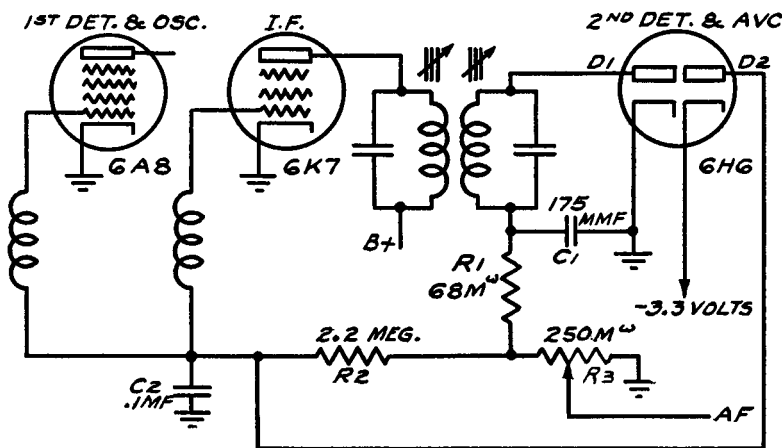 1ST DET. & OSC.
I.F.
2ND DET. & AVC
D1
D2
6A8
6K7
6H6
175
MMF
C1
B+
R1
68Mω
-3.3 VOLTS
2.2 MEG.
R2
250Mω
R3
C2
.1MF
AF